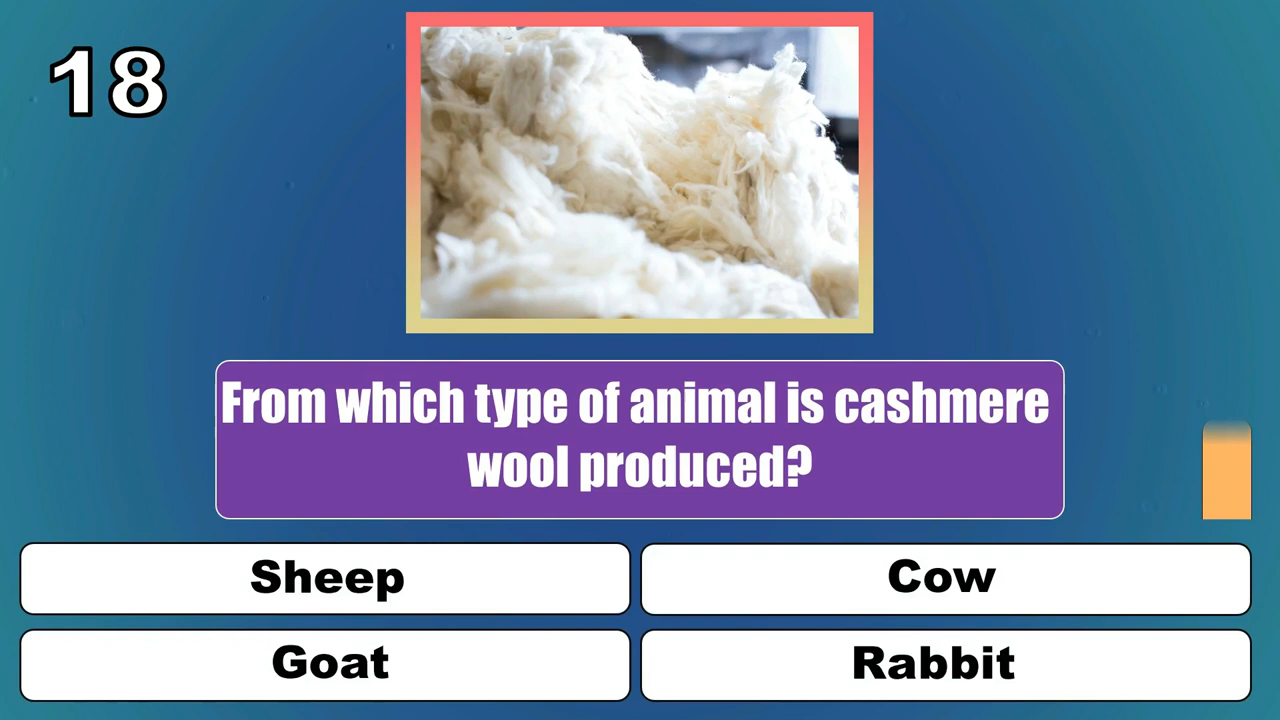 18
From which type of animal is cashmere
wool produced?
Sheep
Cow
Goat
Rabbit